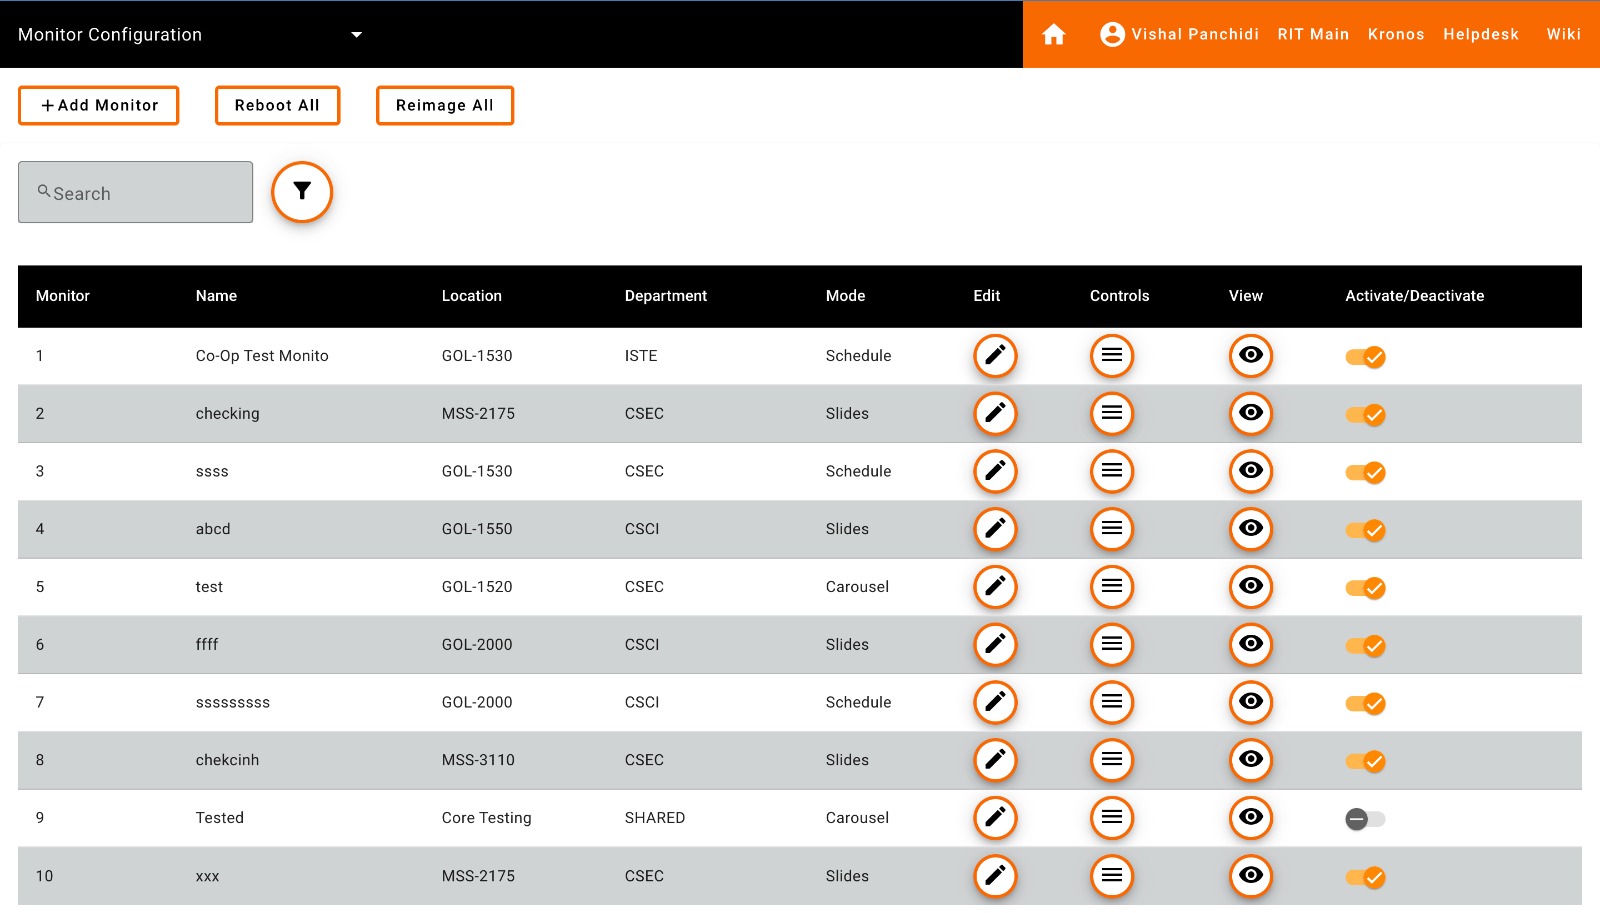 Monitor Configuration Vishal Panchidi RIT Main Kronos Helpdesk Wiki
+Add Monitor Reboot All Reimage All
Search
Monitor Name Location Department Mode Edit Controls View Activate/Deactivate
1 Co-Op Test Monito GOL-1530 ISTE Schedule
2 checking MSS-2175 CSEC Slides
3 ssss GOL-1530 CSEC Schedule
4 abcd GOL-1550 CSCI Slides
5 test GOL-1520 CSEC Carousel
6 ffff GOL-2000 CSCI Slides
7 sssssssss GOL-2000 CSCI Schedule
8 chekcinh MSS-3110 CSEC Slides
9 Tested Core Testing SHARED Carousel
10 xxx MSS-2175 CSEC Slides